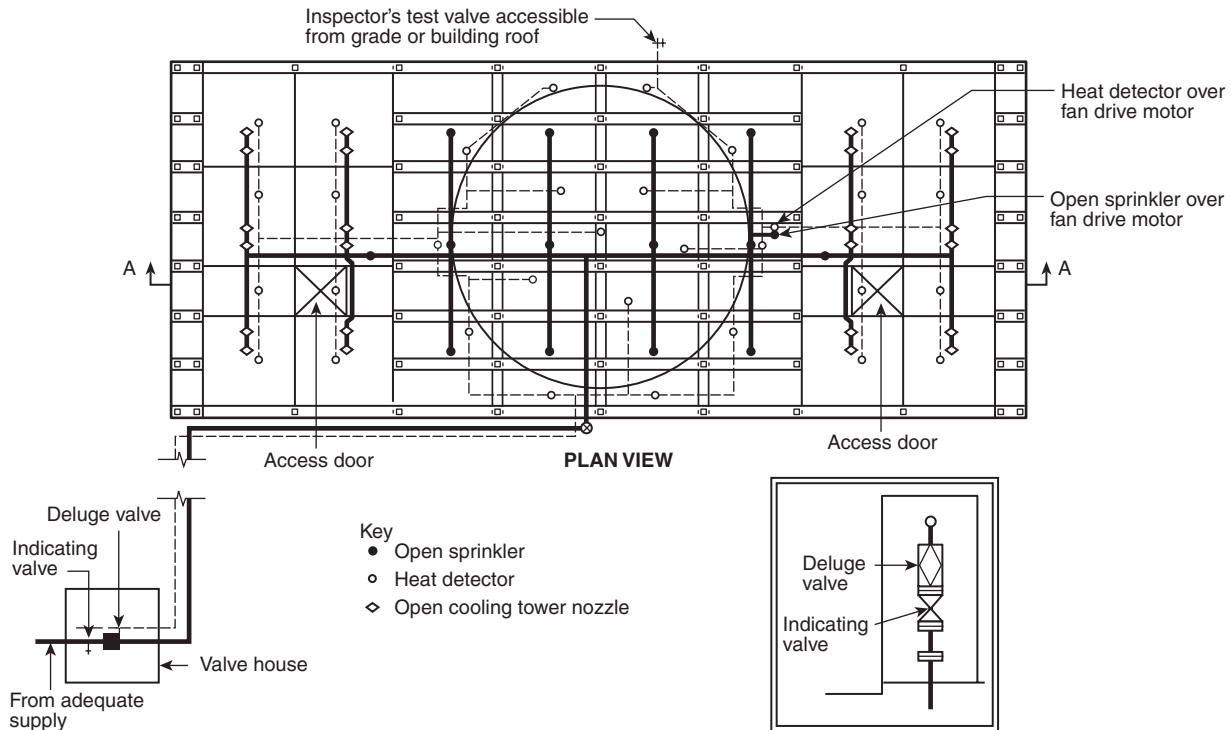 Inspector's test valve accessible
from grade or building roof
Heat detector over
fan drive motor
Open sprinkler over
fan drive motor
A
A
Access door
PLAN VIEW
Access door
Deluge valve
Indicating
valve
Valve house
From adequate
supply
Key
Open sprinkler
Heat detector
Open cooling tower nozzle
Deluge
valve
Indicating
valve